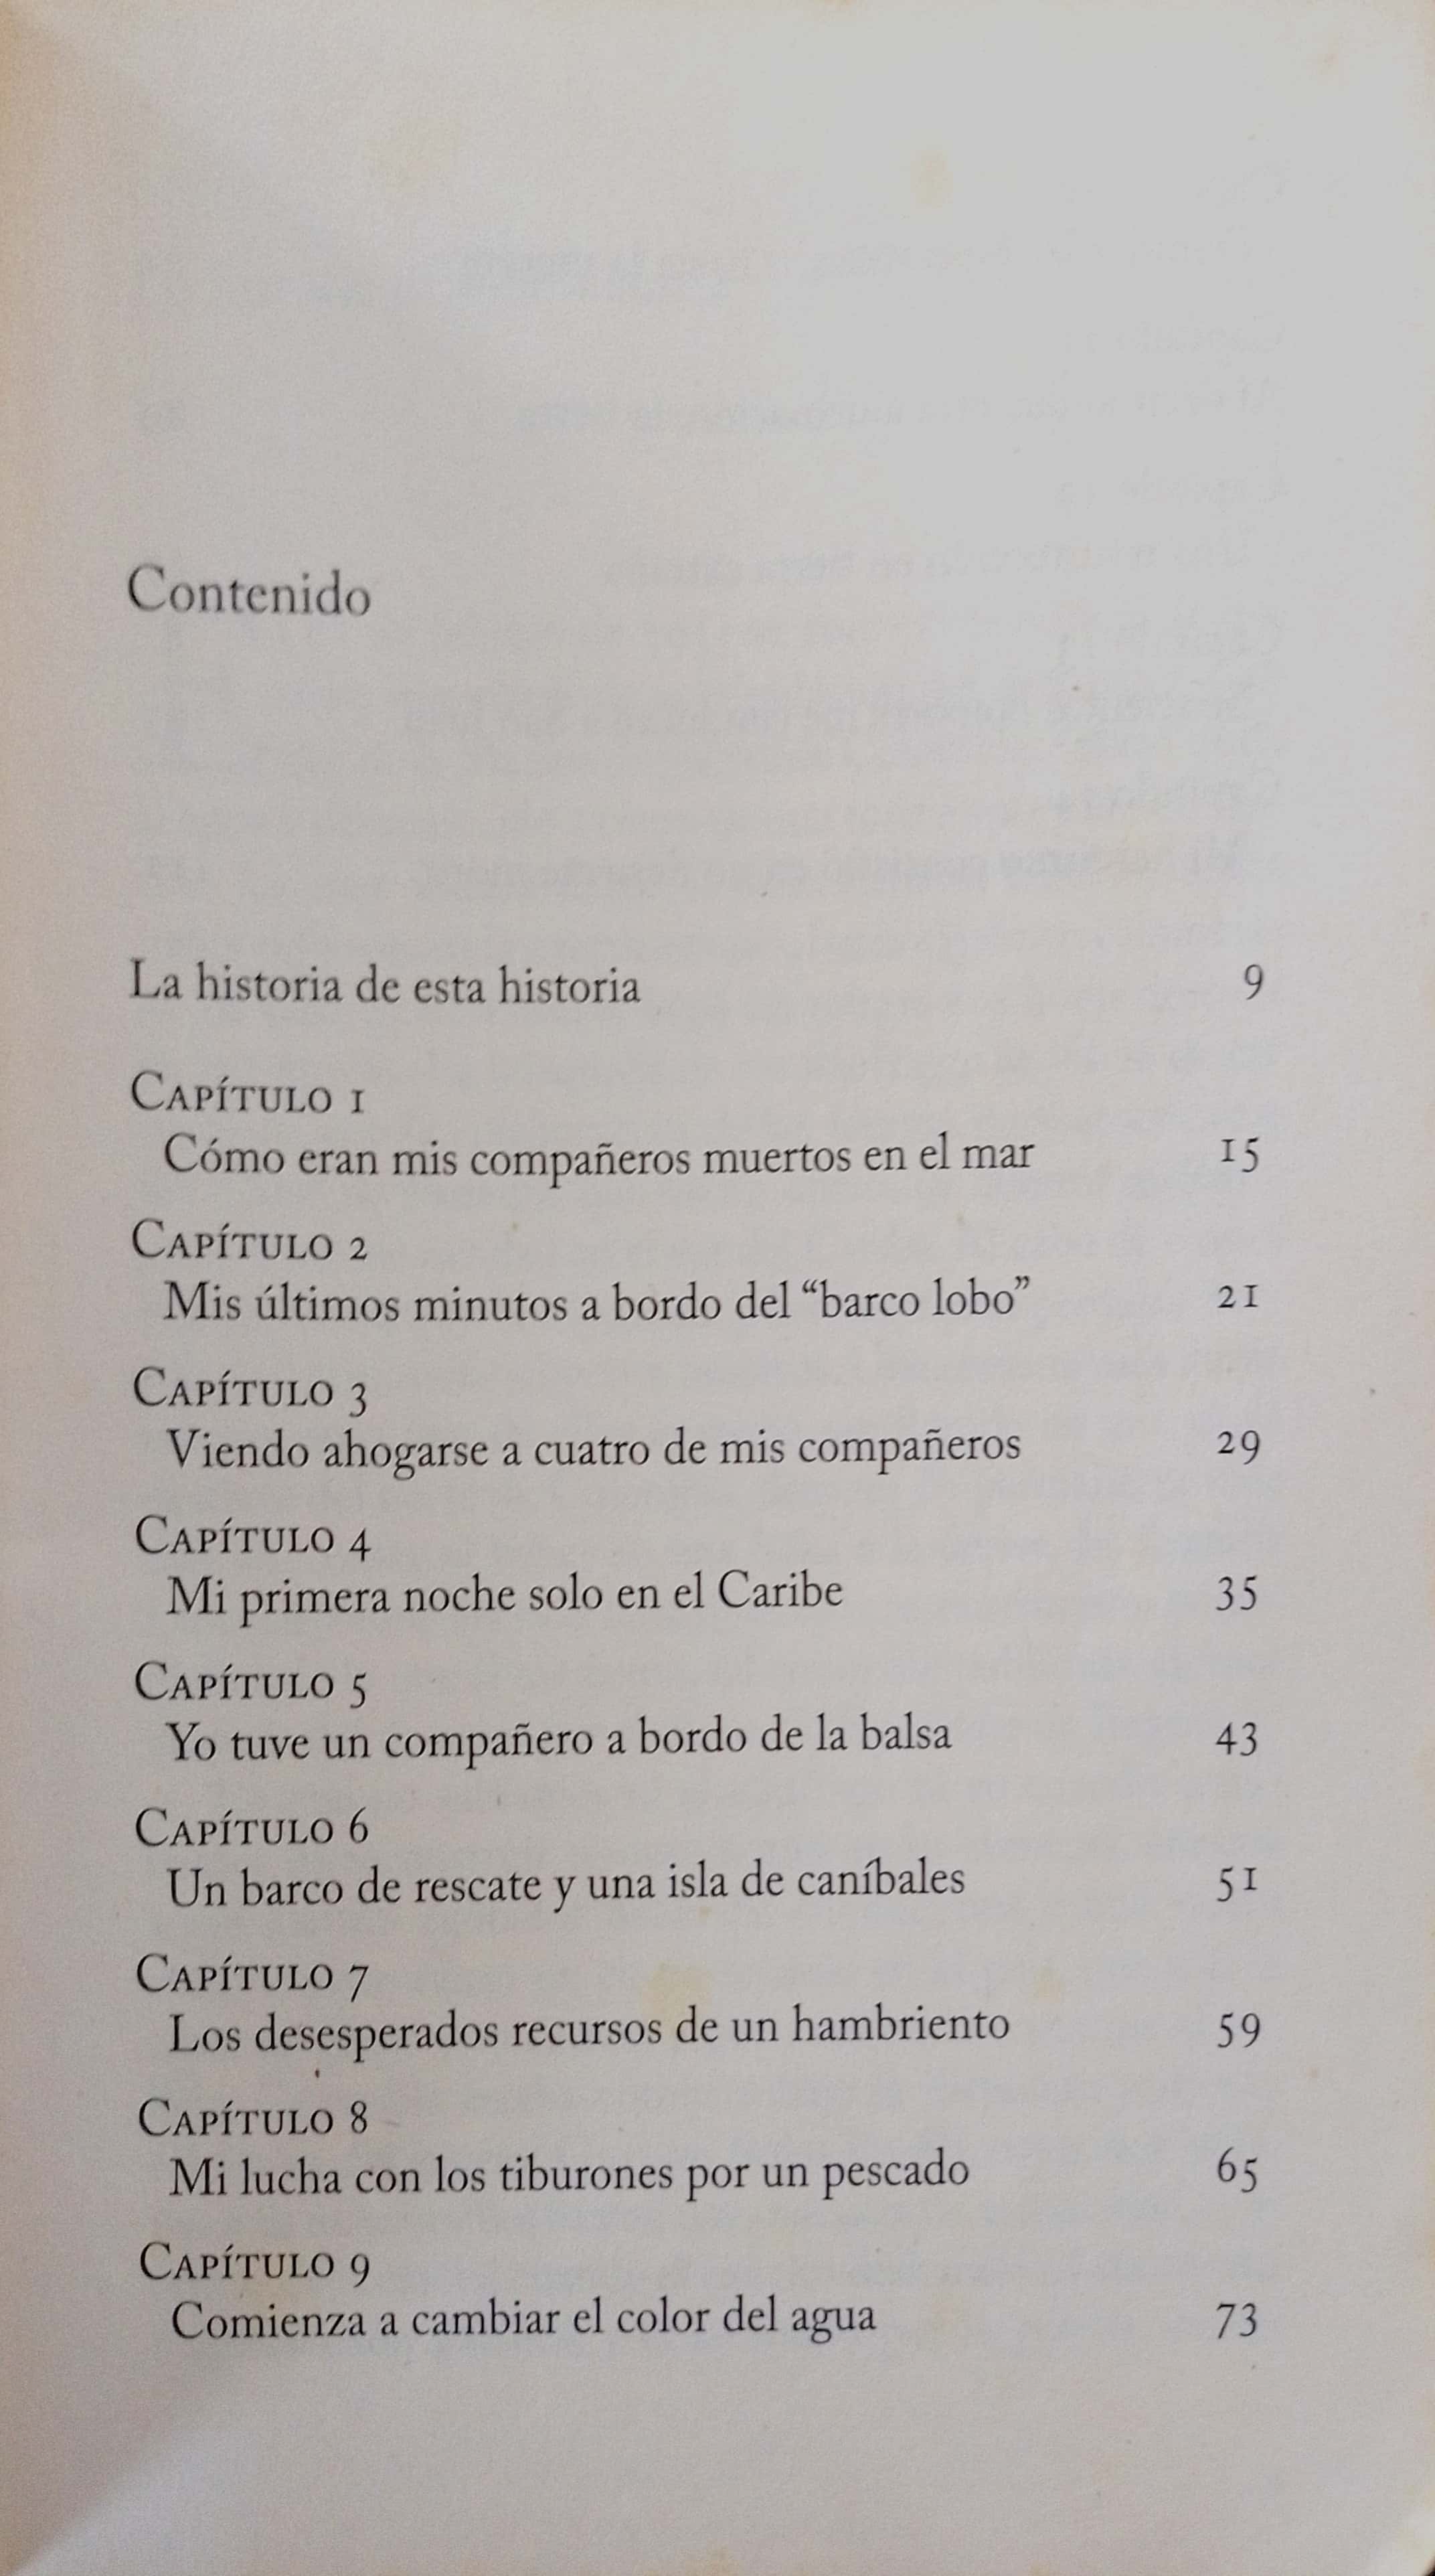 Contenido
La historia de esta historia 9
CAPÍTULO 1
Cómo eran mis compañeros muertos en el mar 15
CAPÍTULO 2
Mis últimos minutos a bordo del “barco lobo” 21
CAPÍTULO 3
Viendo ahogarse a cuatro de mis compañeros 29
CAPÍTULO 4
Mi primera noche solo en el Caribe 35
CAPÍTULO 5
Yo tuve un compañero a bordo de la balsa 43
CAPÍTULO 6
Un barco de rescate y una isla de caníbales 51
CAPÍTULO 7
Los desesperados recursos de un hambriento 59
CAPÍTULO 8
Mi lucha con los tiburones por un pescado 65
CAPÍTULO 9
Comienza a cambiar el color del agua 73